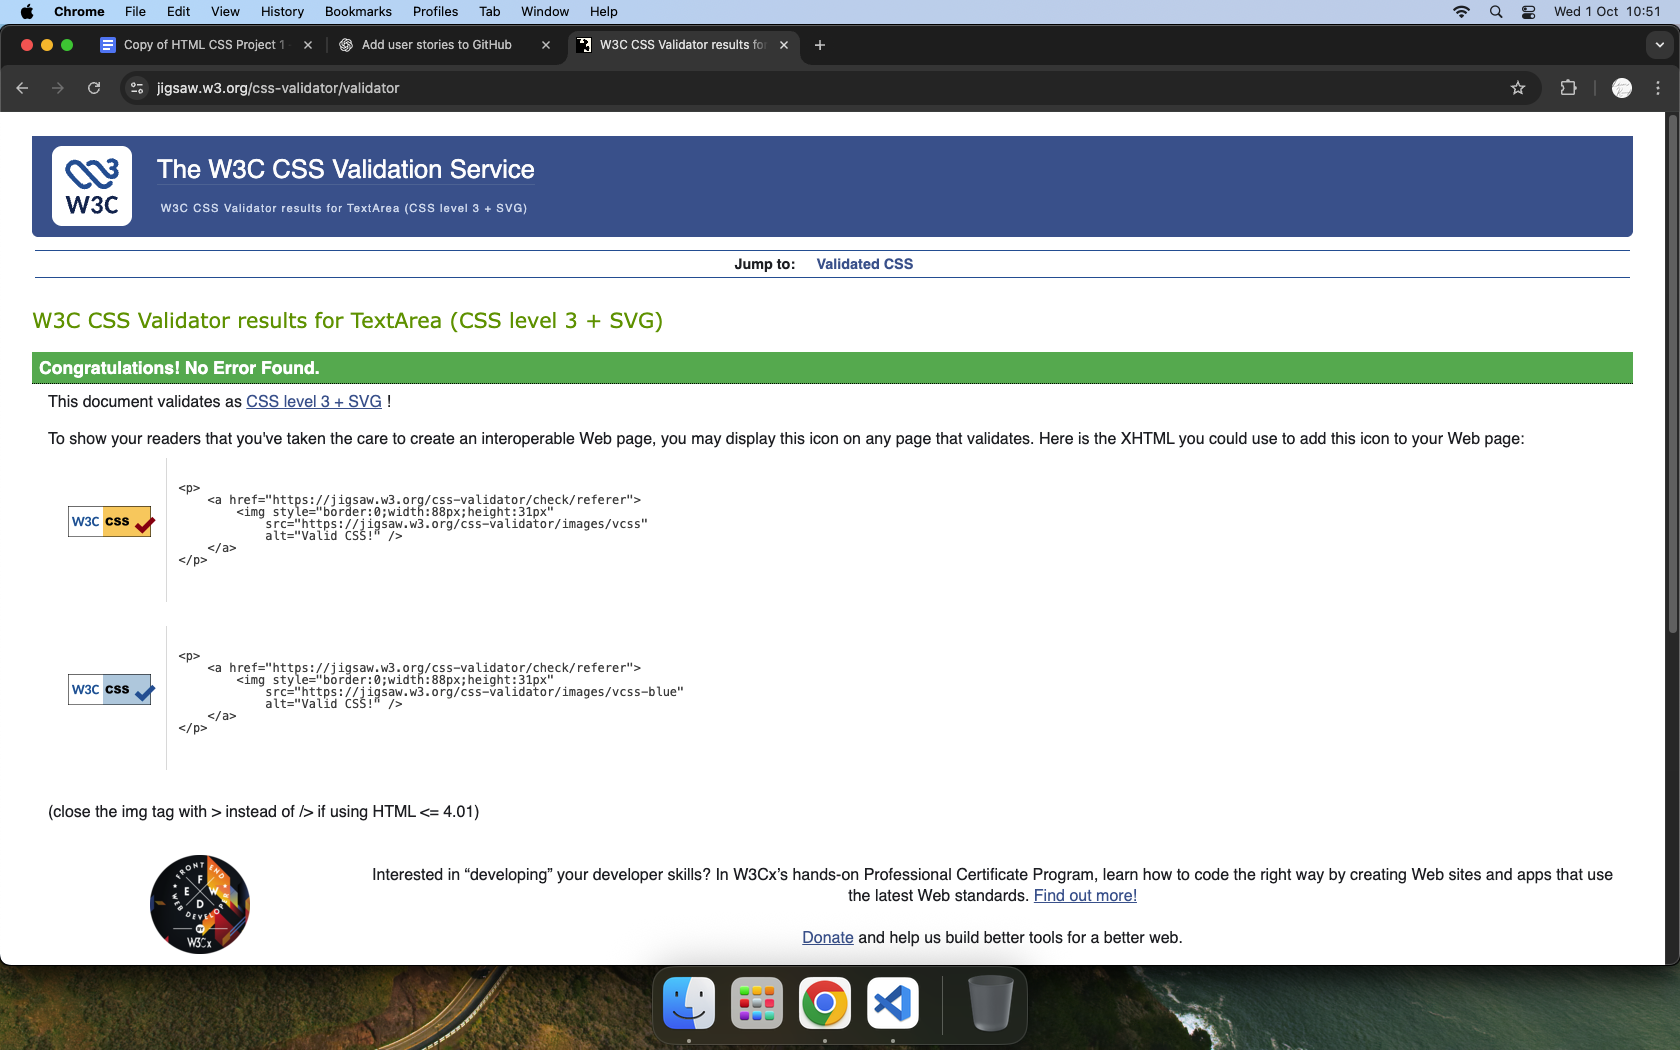 Chrome File Edit View History Bookmarks Profiles Tab Window Help Wed 1 Oct 10:51
Copy of HTML CSS Project 1 Add user stories to GitHub W3C CSS Validator results for
jigsaw.w3.org/css-validator/validator
W3C
The W3C CSS Validation Service
W3C CSS Validator results for TextArea (CSS level 3 + SVG)
Jump to: Validated CSS
W3C CSS Validator results for TextArea (CSS level 3 + SVG)
Congratulations! No Error Found.
This document validates as CSS level 3 + SVG !
To show your readers that you've taken the care to create an interoperable Web page, you may display this icon on any page that validates. Here is the XHTML you could use to add this icon to your Web page:
W3C css
<p>
<a href="https://jigsaw.w3.org/css-validator/check/referer">
<img style="border:0;width:88px;height:31px"
src="https://jigsaw.w3.org/css-validator/images/vcss"
alt="Valid CSS!" />
</a>
</p>
W3C css
<p>
<a href="https://jigsaw.w3.org/css-validator/check/referer">
<img style="border:0;width:88px;height:31px"
src="https://jigsaw.w3.org/css-validator/images/vcss-blue"
alt="Valid CSS!" />
</a>
</p>
(close the img tag with > instead of /> if using HTML <= 4.01)
FRONT END
F
E W
D
WEB DEVELOPER
W3Cx
Interested in “developing” your developer skills? In W3Cx’s hands-on Professional Certificate Program, learn how to code the right way by creating Web sites and apps that use
the latest Web standards. Find out more!
Donate and help us build better tools for a better web.